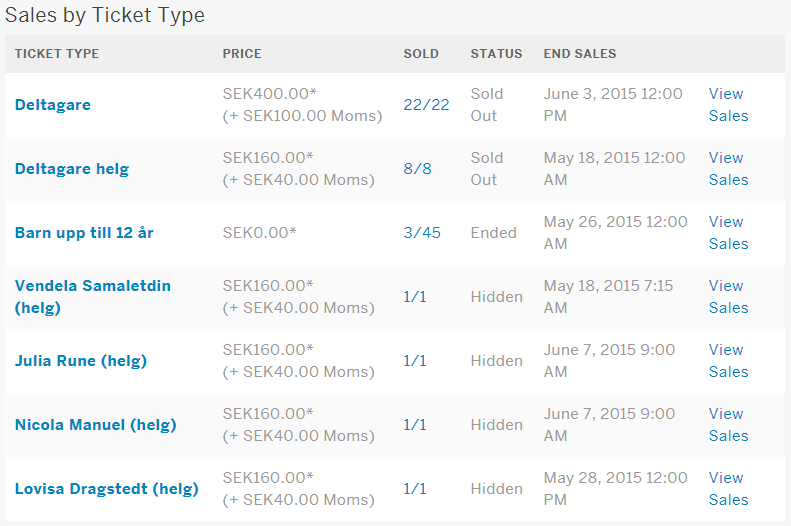 Sales by Ticket Type
TICKET TYPE PRICE SOLD STATUS END SALES
Deltagare SEK400.00* (+ SEK100.00 Moms) 22/22 Sold Out June 3, 2015 12:00 PM View Sales
Deltagare helg SEK160.00* (+ SEK40.00 Moms) 8/8 Sold Out May 18, 2015 12:00 AM View Sales
Barn upp till 12 år SEK0.00* 3/45 Ended May 26, 2015 12:00 AM View Sales
Vendela Samaletdin (helg) SEK160.00* (+ SEK40.00 Moms) 1/1 Hidden May 18, 2015 7:15 AM View Sales
Julia Rune (helg) SEK160.00* (+ SEK40.00 Moms) 1/1 Hidden June 7, 2015 9:00 AM View Sales
Nicola Manuel (helg) SEK160.00* (+ SEK40.00 Moms) 1/1 Hidden June 7, 2015 9:00 AM View Sales
Lovisa Dragstedt (helg) SEK160.00* (+ SEK40.00 Moms) 1/1 Hidden May 28, 2015 12:00 PM View Sales